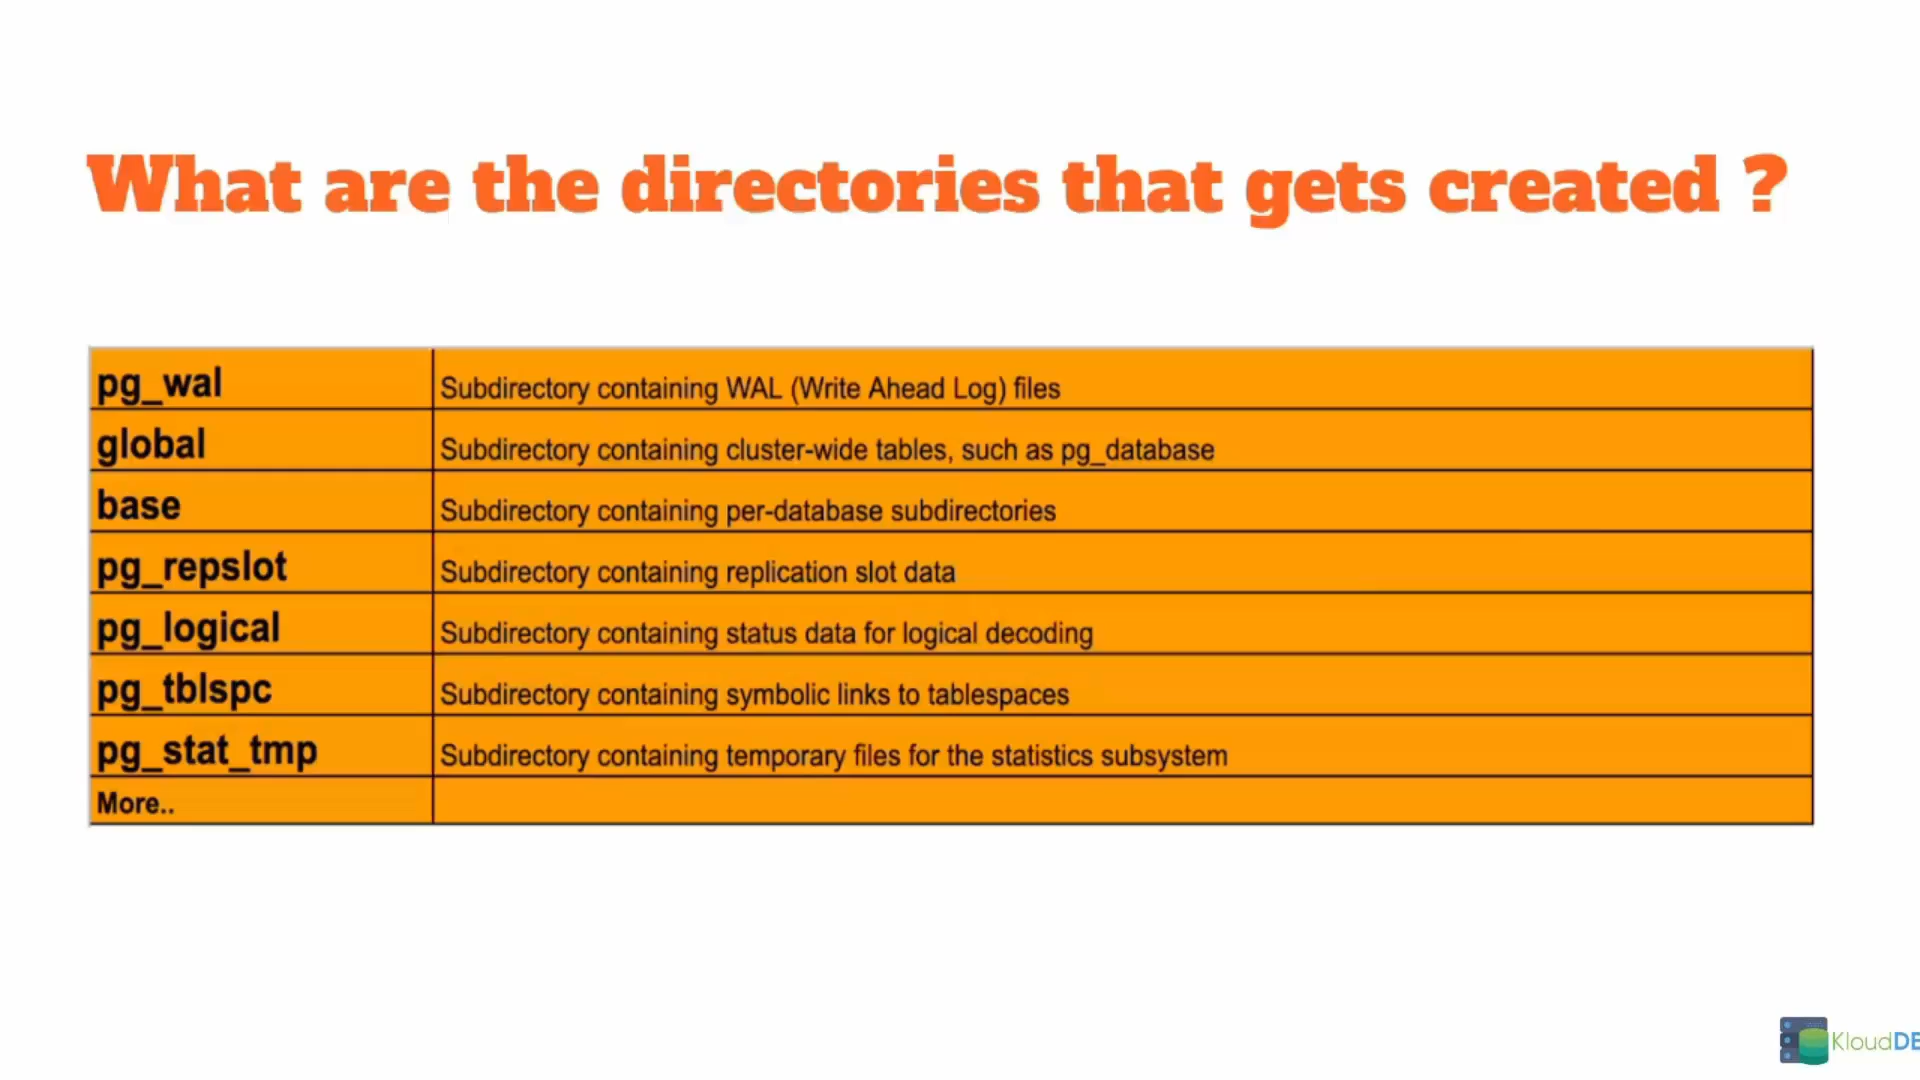 What are the directories that gets created ?
pg_wal Subdirectory containing WAL (Write Ahead Log) files
global Subdirectory containing cluster-wide tables, such as pg_database
base Subdirectory containing per-database subdirectories
pg_repslot Subdirectory containing replication slot data
pg_logical Subdirectory containing status data for logical decoding
pg_tblspc Subdirectory containing symbolic links to tablespaces
pg_stat_tmp Subdirectory containing temporary files for the statistics subsystem
More..
KloudDB